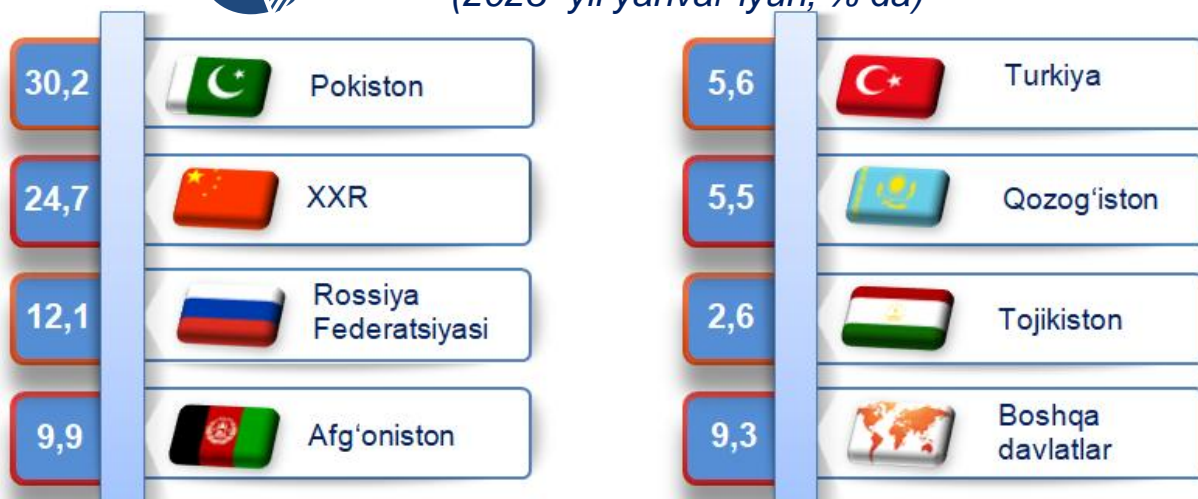 yil yanvar-iyun, % da)
30,2 Pokiston
24,7 XXR
12,1 Rossiya
Federatsiyasi
9,9 Afg‘oniston
5,6 Turkiya
5,5 Qozog‘iston
2,6 Tojikiston
9,3 Boshqa
davlatlar